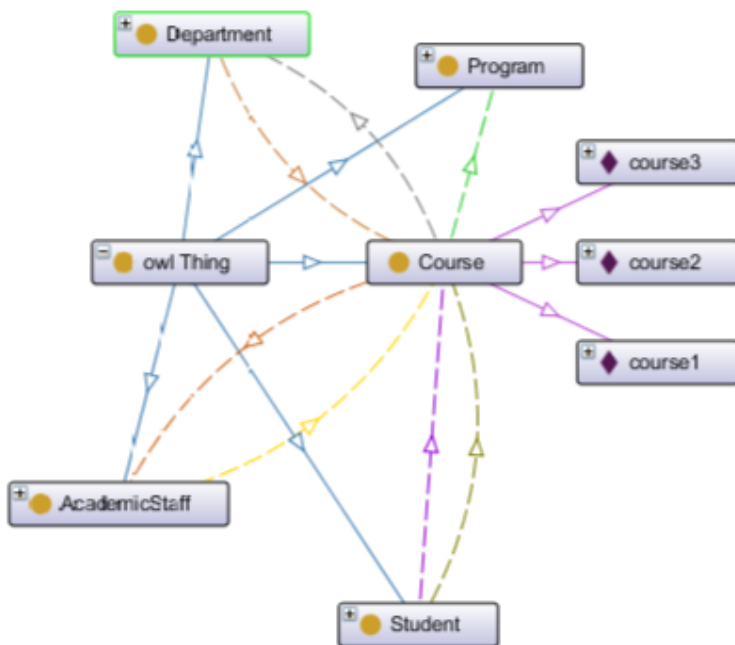 Department
Program
course3
owl Thing
Course
course2
course1
AcademicStaff
Student